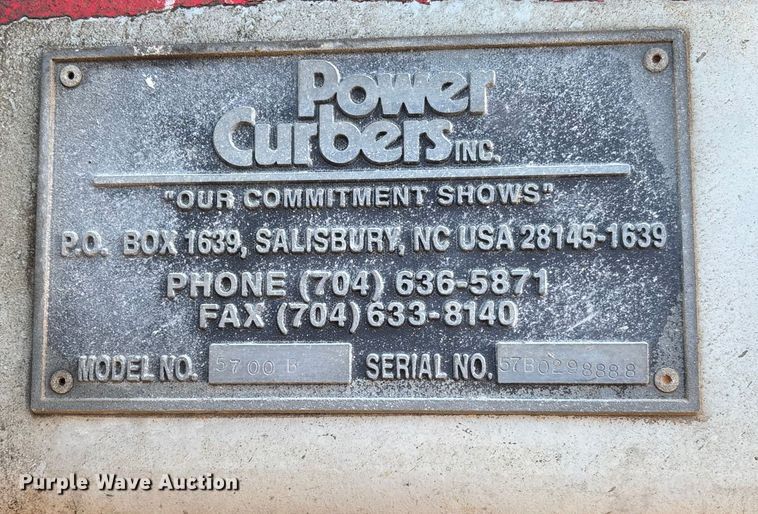 Power
Curbers INC.
"OUR COMMITMENT SHOWS"
P.O. BOX 1639, SALISBURY, NC USA 28145-1639
PHONE (704) 636-5871
FAX (704) 633-8140
MODEL NO. 5700 B SERIAL NO. 57B0298888
Purple Wave Auction